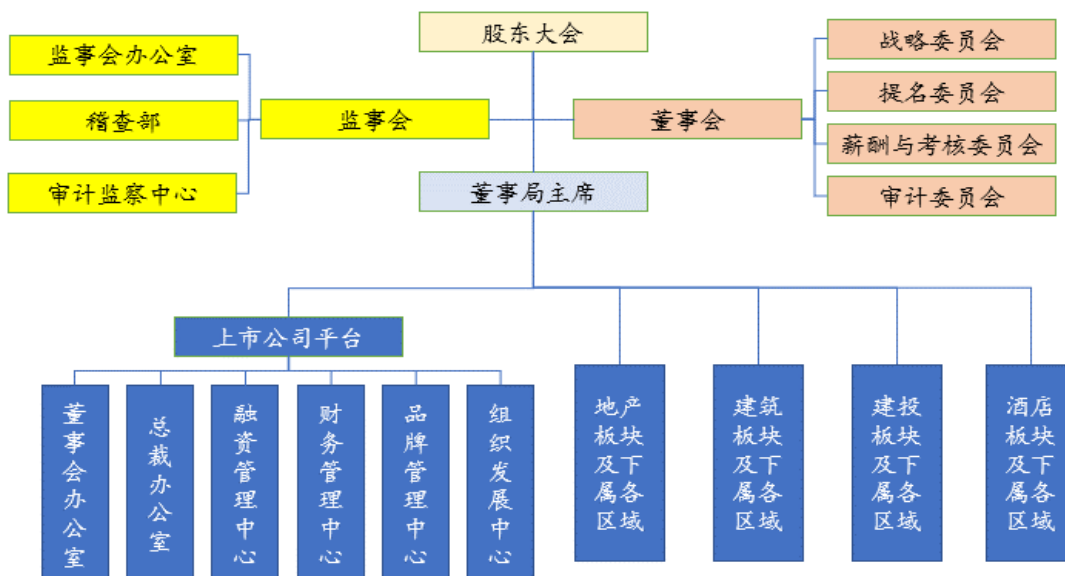 股东大会
监事会办公室
稽查部
审计监察中心
监事会
董事会
战略委员会
提名委员会
薪酬与考核委员会
审计委员会
董事局主席
上市公司平台
董事会办公室
总裁办公室
融资管理中心
财务管理中心
品牌管理中心
组织发展中心
地产
板块
及下
属各
区域
建筑
板块
及下
属各
区域
建投
板块
及下
属各
区域
酒店
板块
及下
属各
区域